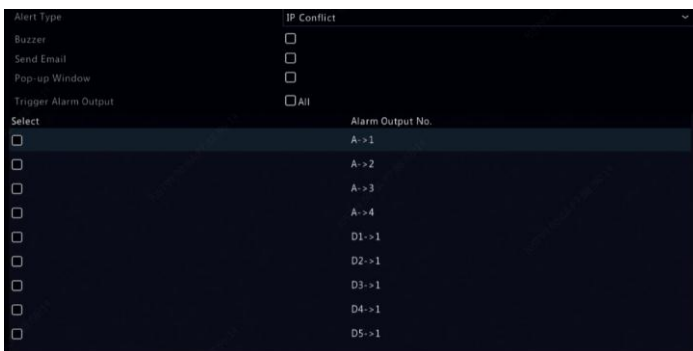 Alert Type IP Conflict
Buzzer
Send Email
Pop-up Window
Trigger Alarm Output All
Select Alarm Output No.
A->1
A->2
A->3
A->4
D1->1
D2->1
D3->1
D4->1
D5->1